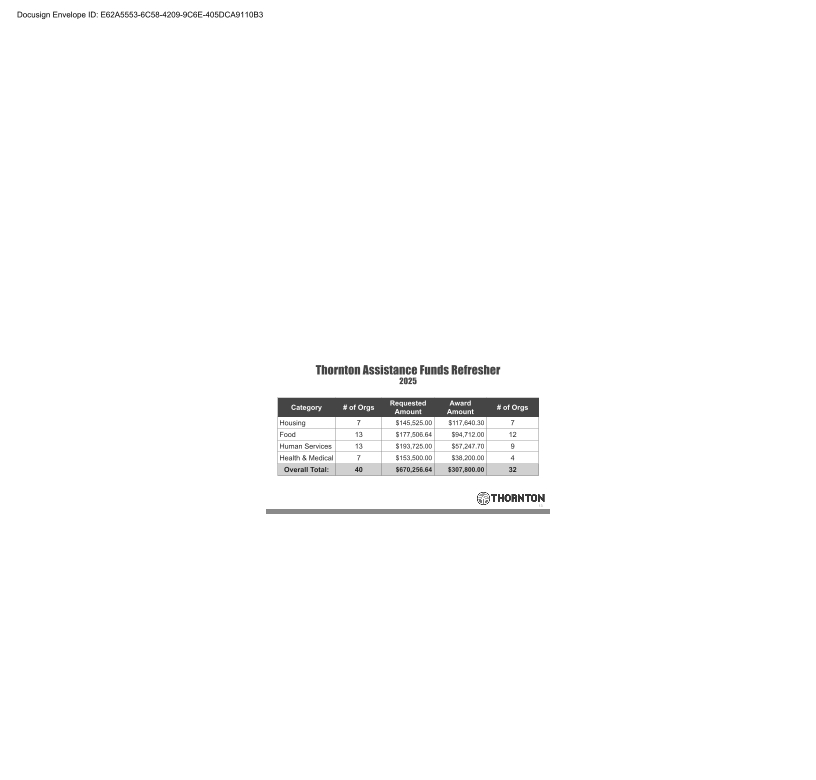 Docusign Envelope ID: E62A5553-6C58-4209-9C6E-405DCA9110B3
Thornton Assistance Funds Refresher
2025
Category # of Orgs Requested Amount Award Amount # of Orgs
Housing 7 $145,525.00 $117,640.30 7
Food 13 $177,506.64 $94,712.00 12
Human Services 13 $193,725.00 $57,247.70 9
Health & Medical 7 $153,500.00 $38,200.00 4
Overall Total: 40 $670,256.64 $307,800.00 32
THORNTON